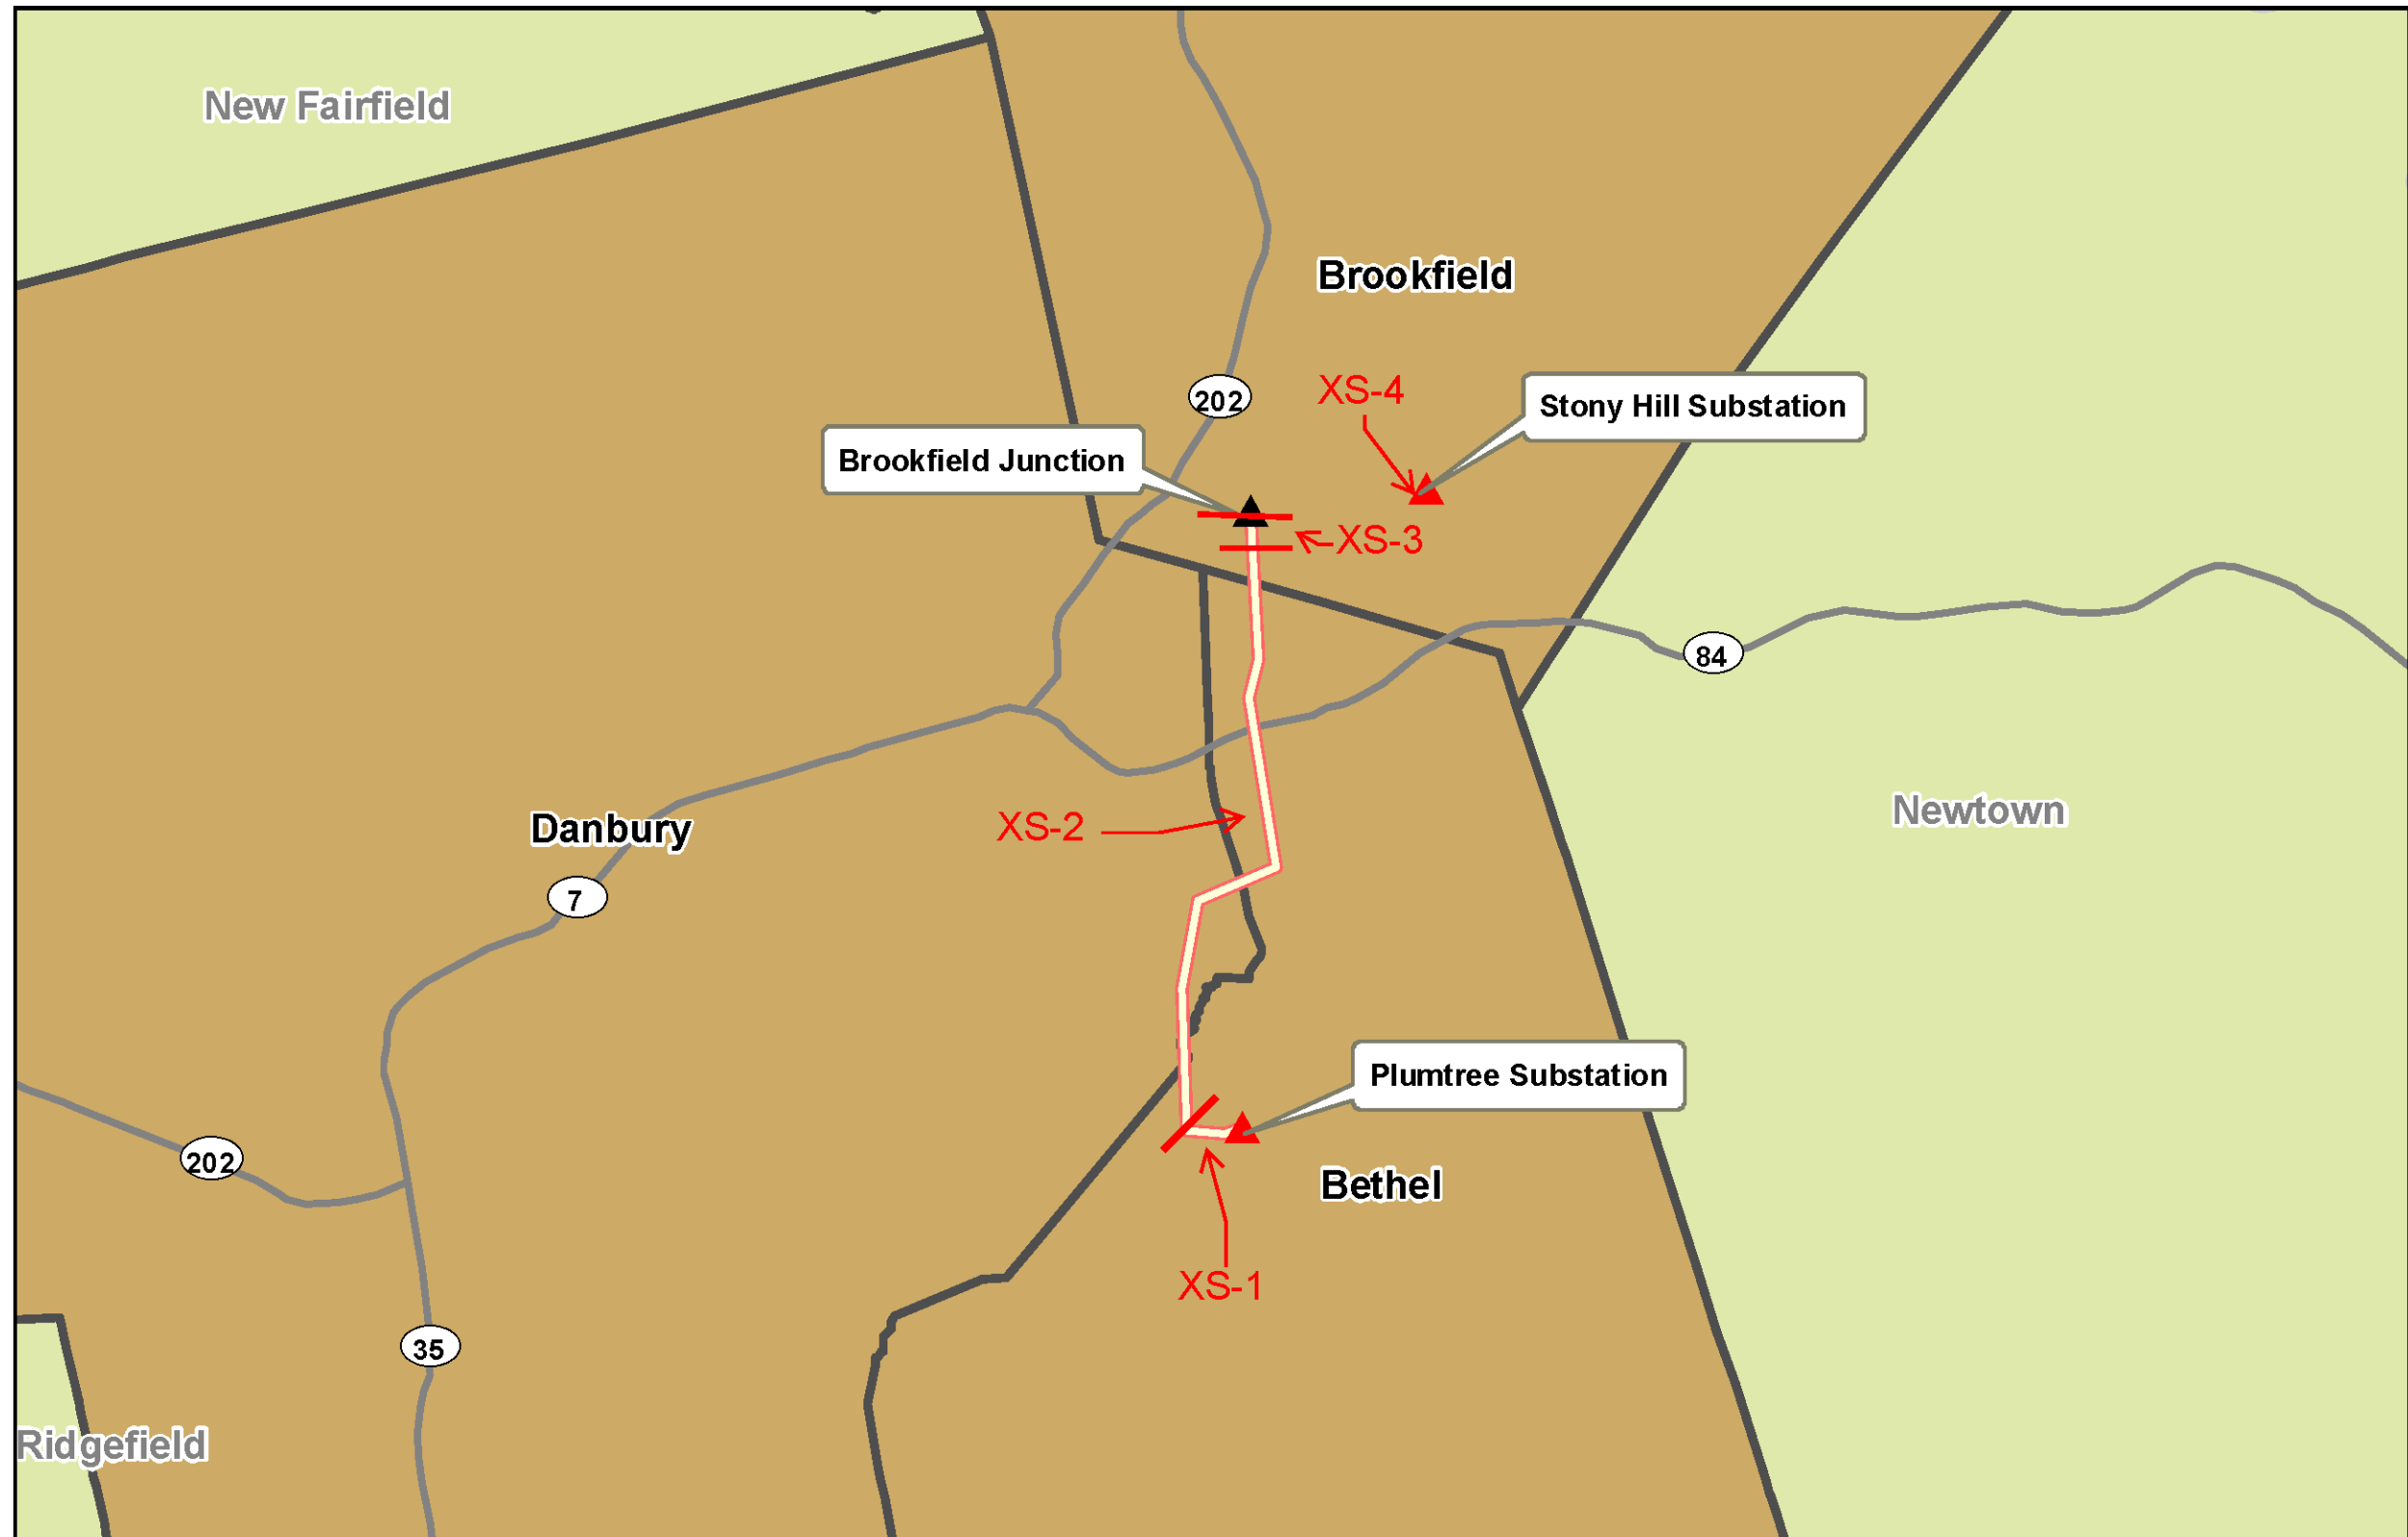 New Fairfield
Brookfield
XS-4
202
Stony Hill Substation
Brookfield Junction
XS-3
84
Newtown
XS-2
Danbury
7
Plumtree Substation
202
Bethel
XS-1
35
Ridgefield